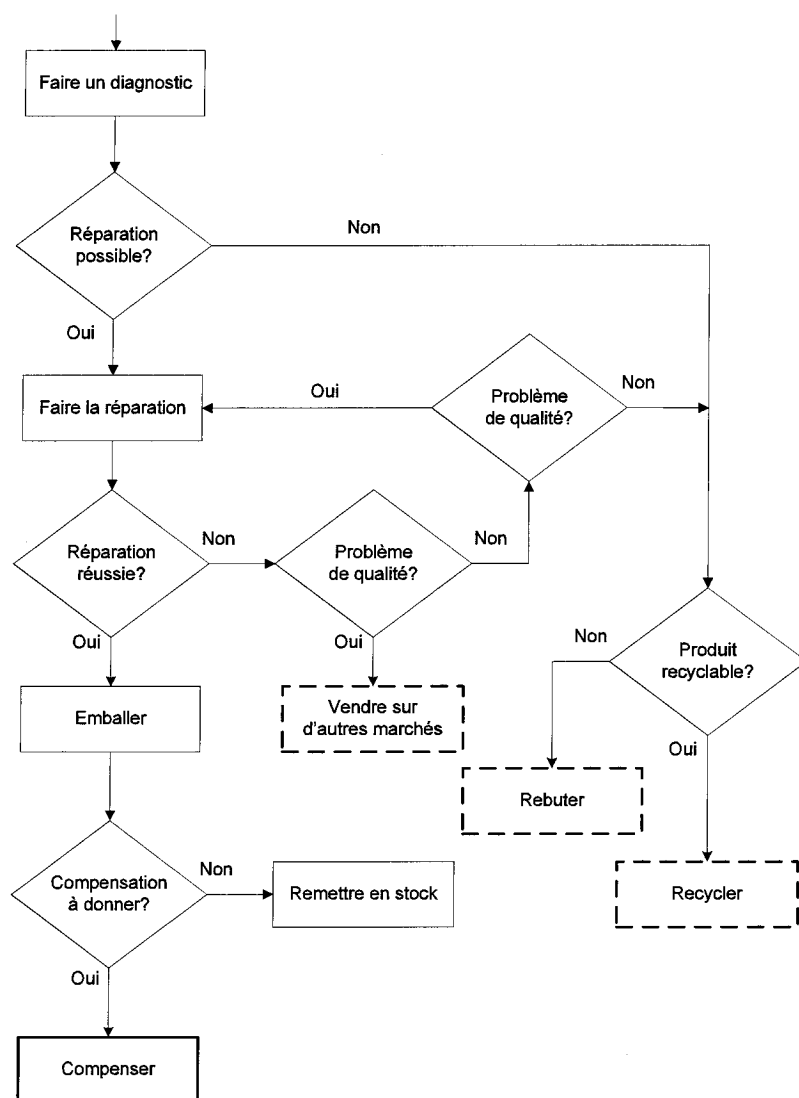 Faire un diagnostic
Réparation
possible?
Non
Oui
Faire la réparation
Oui
Problème
de qualité?
Non
Réparation
réussie?
Non
Problème
de qualité?
Non
Oui
Oui
Non
Produit
recyclable?
Emballer
Vendre sur
d'autres marchés
Oui
Rebuter
Compensation
à donner?
Non
Remettre en stock
Recycler
Oui
Compenser